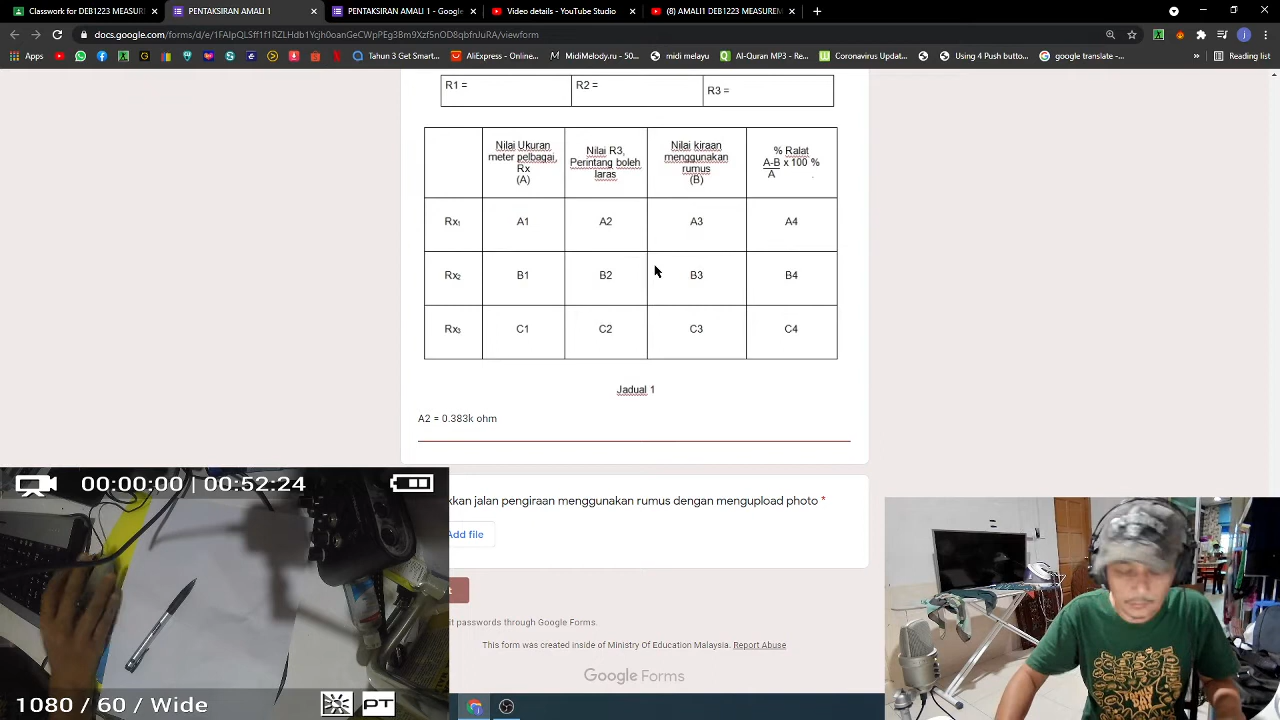 Classwork for DEB1223 MEASURE
PENTAKSIRAN AMALI 1
PENTAKSIRAN AMALI 1 - Google
Video details - YouTube Studio
(AMALI1 DEB1223 MEASUREM
docs.google.com/forms/d/e/1FAIpQLSff1f1RZLHdb1Ycjh0oanGeCWpPEg3Bm9Xzf5nOD8qbfnJuRA/viewform
Apps
Tahun 3 Get Smart...
AliExpress - Online...
MidiMelody.ru - 50...
midi melayu
Al-Quran MP3 - Re...
Coronavirus Updat...
Using 4 Push butto...
google translate -...
Reading list
R1 =
R2 =
R3 =
Nilai Ukuran
meter pelbagai,
Rx
(A)
Nilai R3,
Perintang boleh
laras
Nilai kiraan
menggunakan
rumus
(B)
% Ralat
A-B x 100 %
A
Rx1
A1
A2
A3
A4
Rx2
B1
B2
B3
B4
Rx3
C1
C2
C3
C4
Jadual 1
A2 = 0.383k ohm
kkan jalan pengiraan menggunakan rumus dengan mengupload photo *
Add file
t
it passwords through Google Forms.
This form was created inside of Ministry Of Education Malaysia. Report Abuse
Google Forms
00:00:00 | 00:52:24
1080 / 60 / Wide
PT